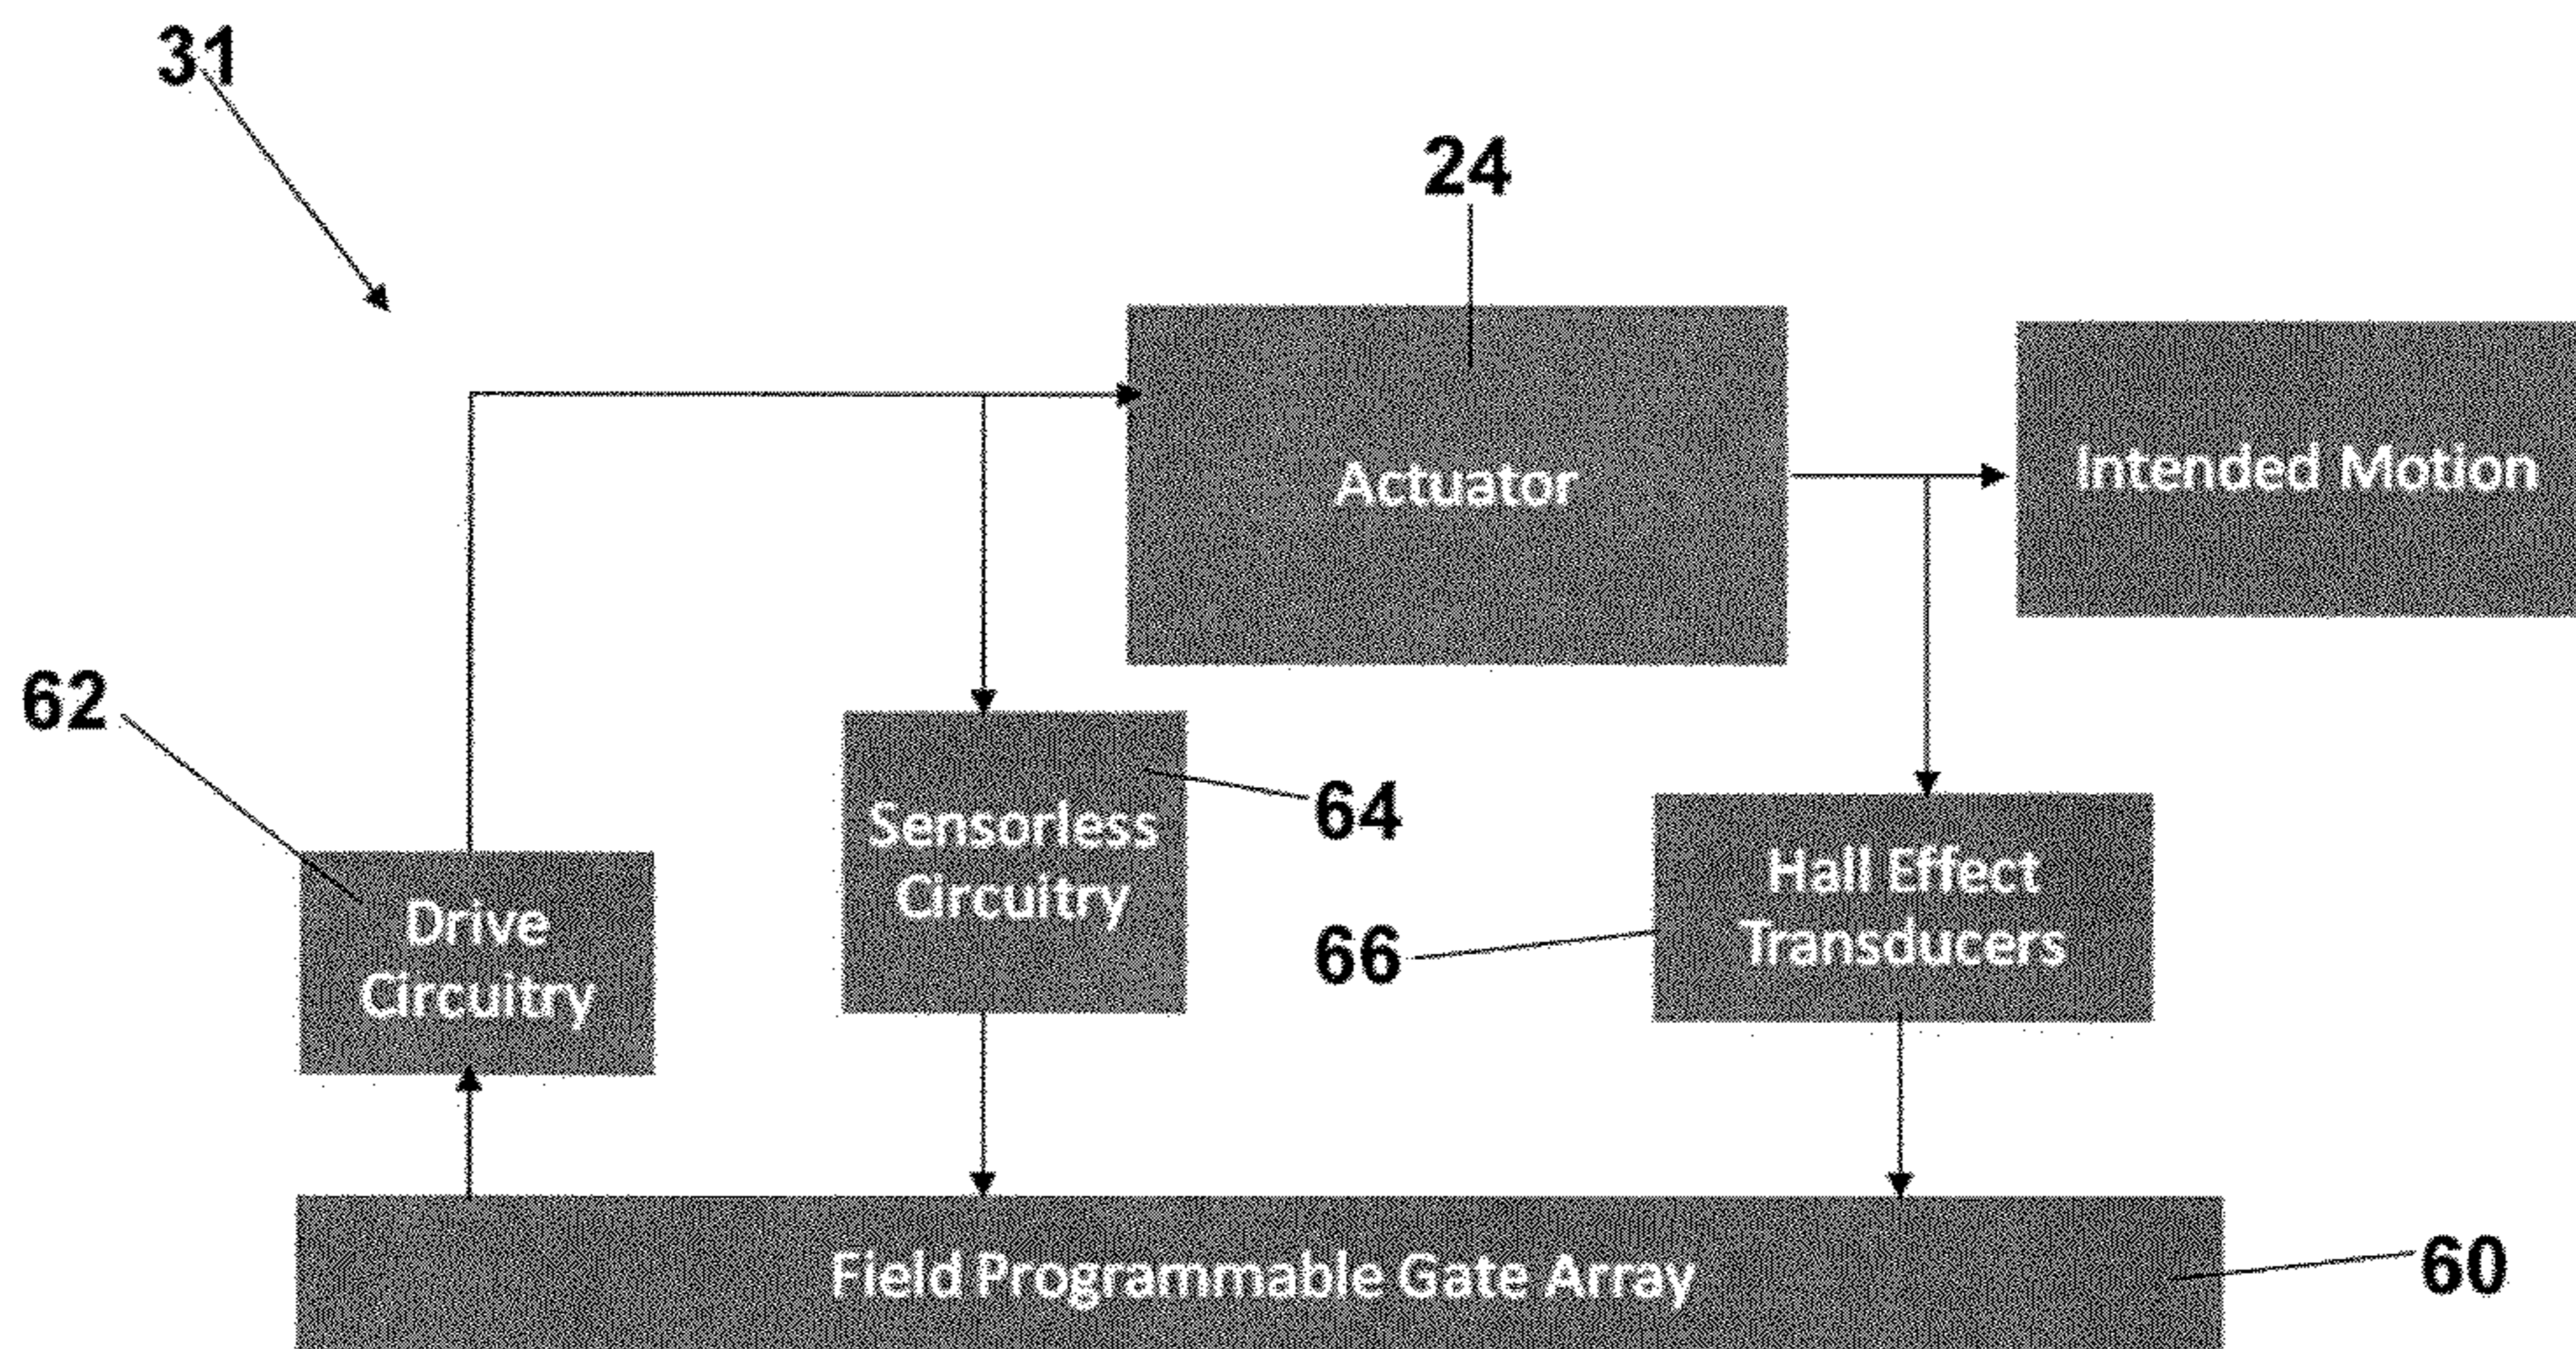 31
24
Actuator
Intended Motion
62
Sensorless
Circuitry
64
Hall Effect
Transducers
66
Drive
Circuitry
Field Programmable Gate Array
60